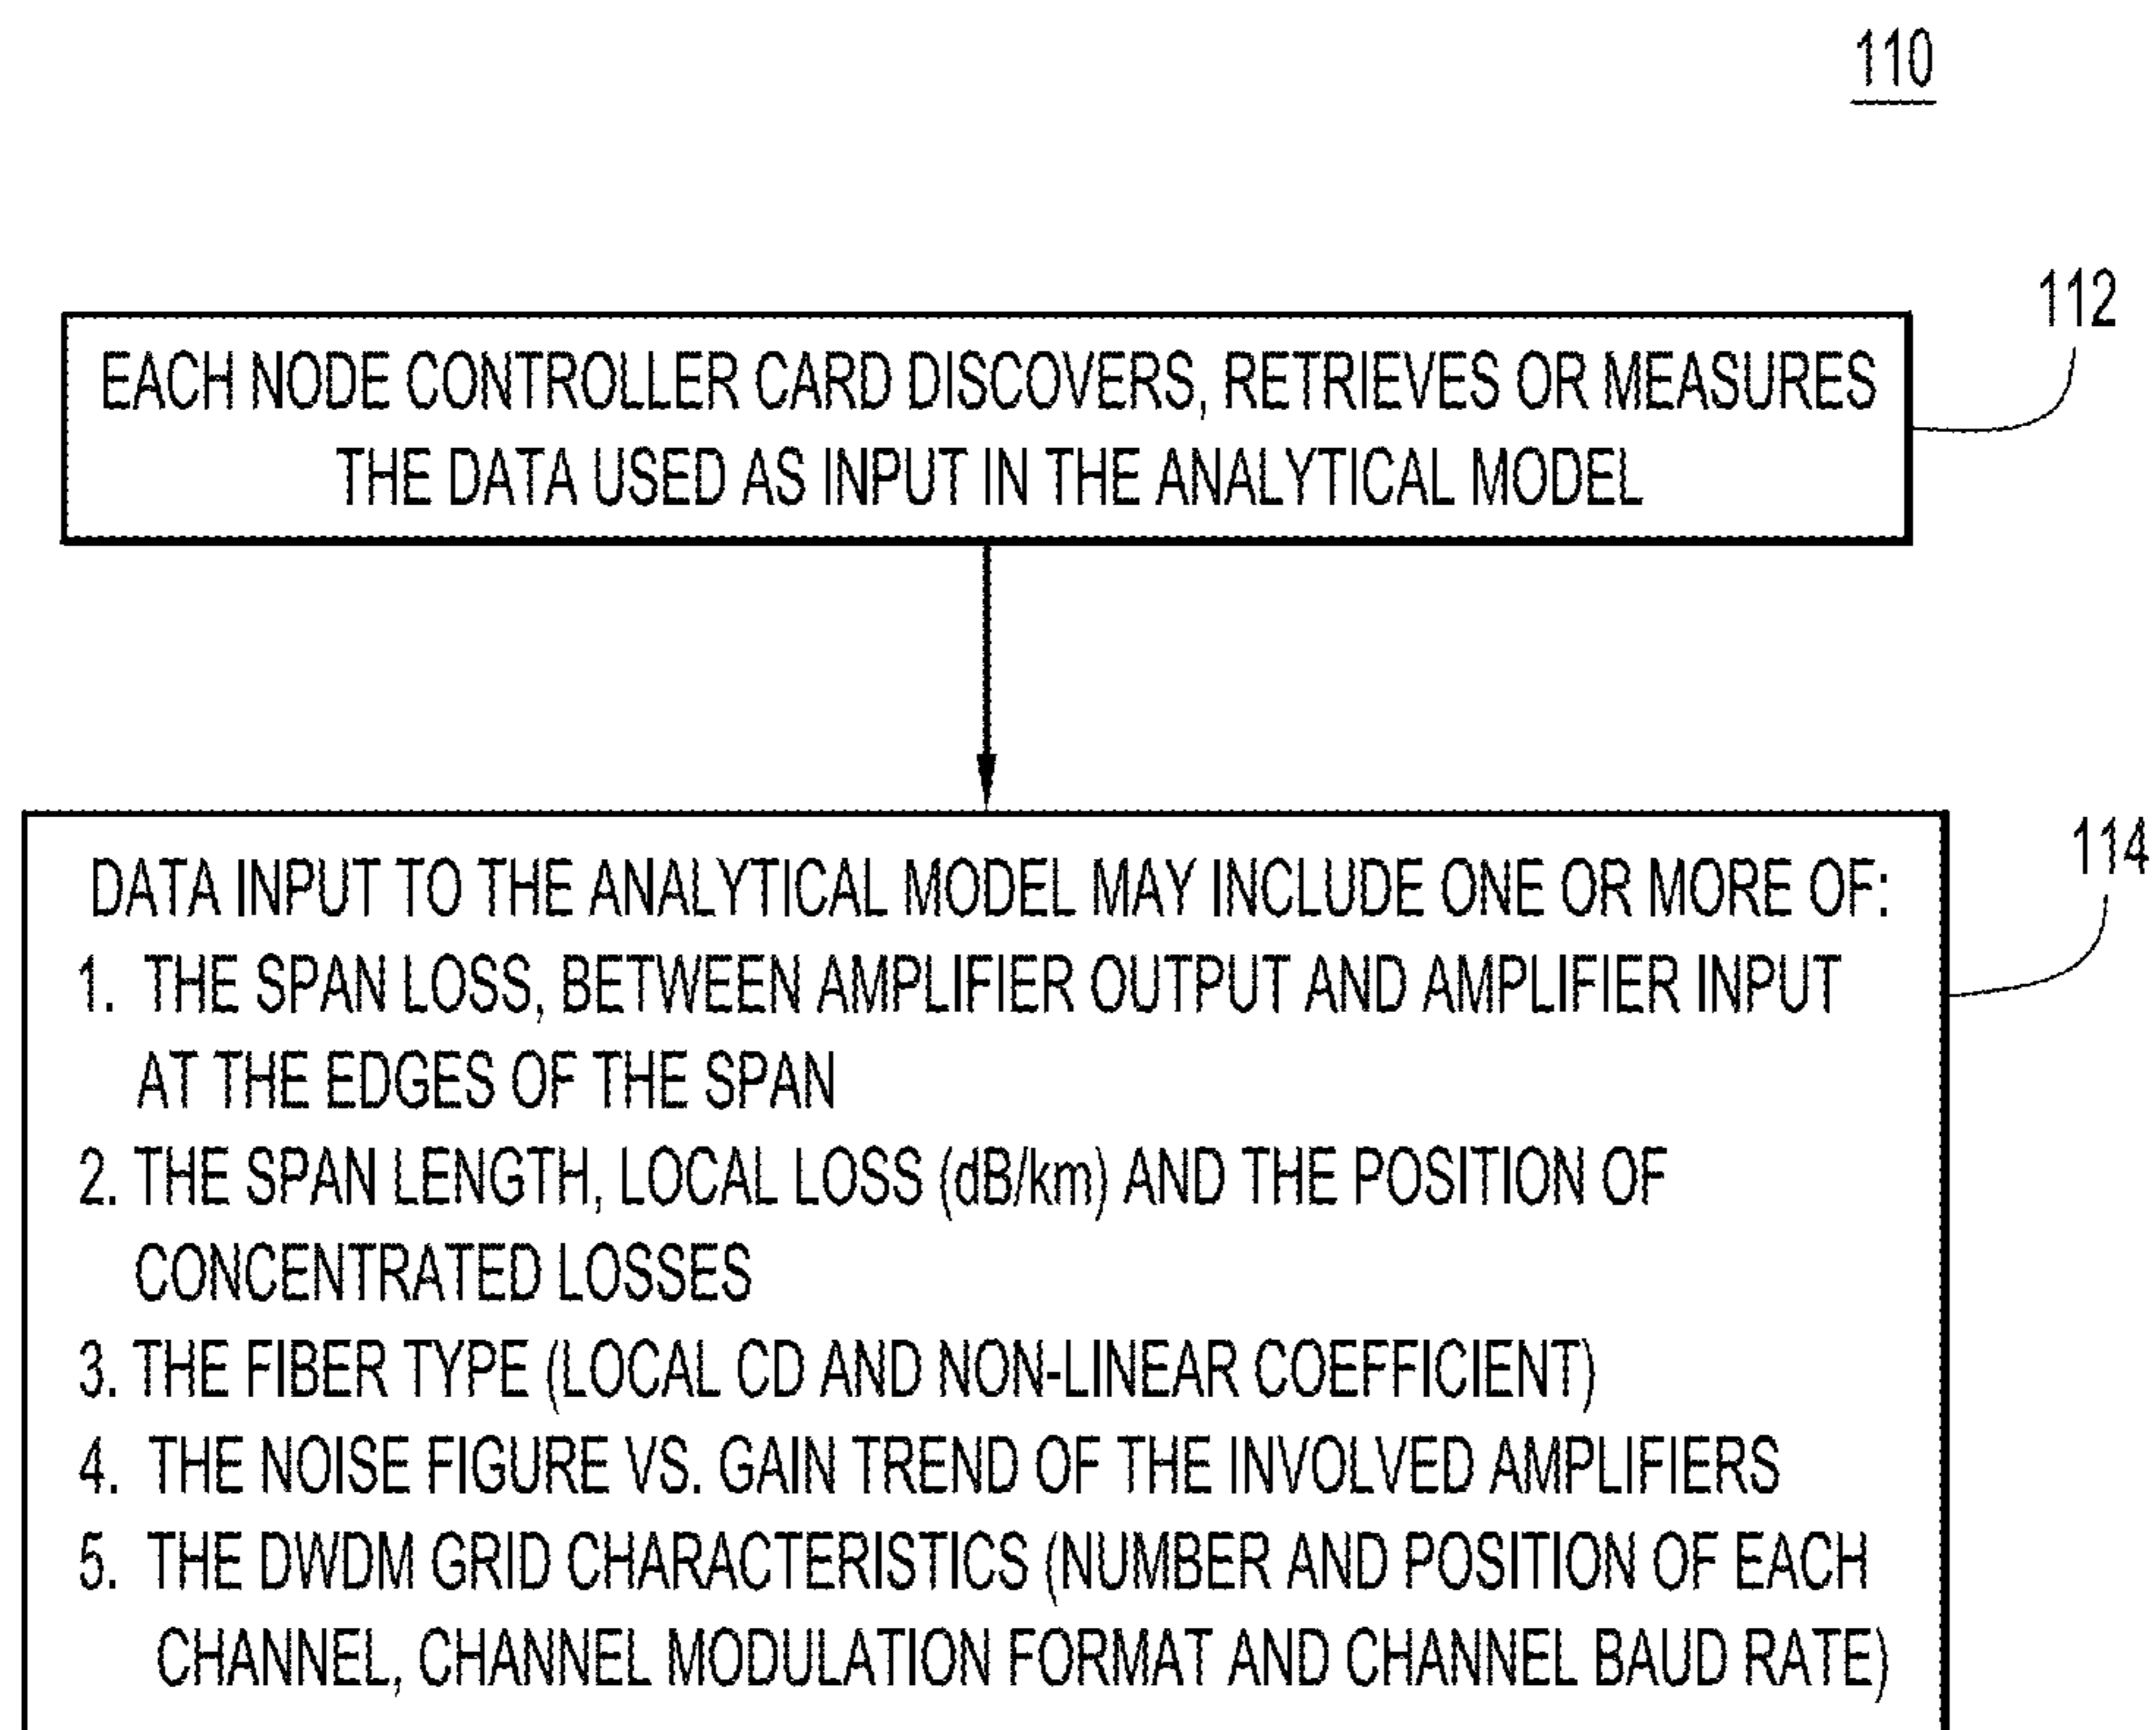 110
112
EACH NODE CONTROLLER CARD DISCOVERS, RETRIEVES OR MEASURES
THE DATA USED AS INPUT IN THE ANALYTICAL MODEL
114
DATA INPUT TO THE ANALYTICAL MODEL MAY INCLUDE ONE OR MORE OF:
1. THE SPAN LOSS, BETWEEN AMPLIFIER OUTPUT AND AMPLIFIER INPUT
AT THE EDGES OF THE SPAN
2. THE SPAN LENGTH, LOCAL LOSS (dB/km) AND THE POSITION OF
CONCENTRATED LOSSES
3. THE FIBER TYPE (LOCAL CD AND NON-LINEAR COEFFICIENT)
4. THE NOISE FIGURE VS. GAIN TREND OF THE INVOLVED AMPLIFIERS
5. THE DWDM GRID CHARACTERISTICS (NUMBER AND POSITION OF EACH
CHANNEL, CHANNEL MODULATION FORMAT AND CHANNEL BAUD RATE)